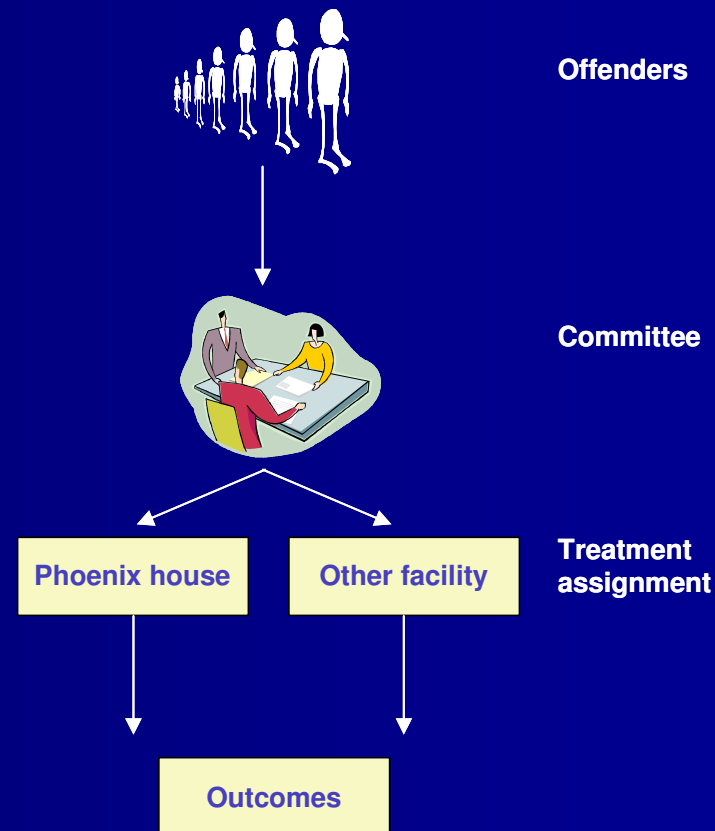 Offenders
Committee
Phoenix house
Other facility
Treatment
assignment
Outcomes